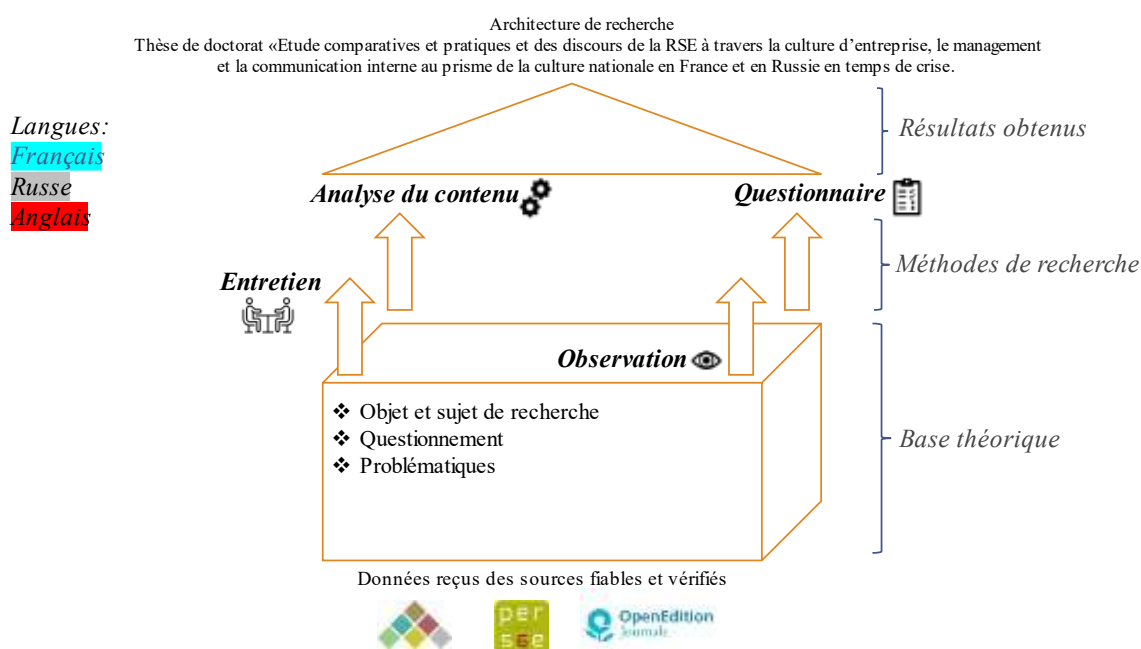 Architecture de recherche
Thèse de doctorat «Etude comparatives et pratiques et des discours de la RSE à travers la culture d’entreprise, le management
et la communication interne au prisme de la culture nationale en France et en Russie en temps de crise.
Langues:
Français
Russe
Anglais
Résultats obtenus
Analyse du contenu
Questionnaire
Méthodes de recherche
Entretien
Observation
❖ Objet et sujet de recherche
❖ Questionnement
❖ Problématiques
Base théorique
Données reçus des sources fiables et vérifiés
per
sée
OpenEdition
Journals